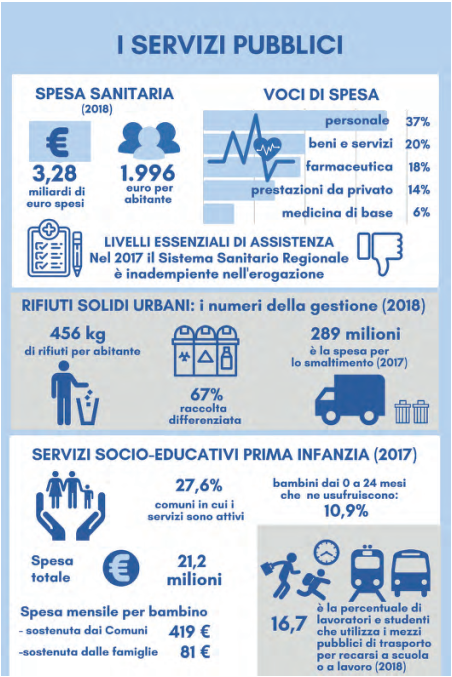 I SERVIZI PUBBLICI
SPESA SANITARIA
(2018)
€
3,28
miliardi di
euro spesi
1.996
euro per
abitante
VOCI DI SPESA
personale 37%
beni e servizi 20%
farmaceutica 18%
prestazioni da privato 14%
medicina di base 6%
LIVELLI ESSENZIALI DI ASSISTENZA
Nel 2017 il Sistema Sanitario Regionale
è inadempiente nell'erogazione
RIFIUTI SOLIDI URBANI: i numeri della gestione (2018)
456 kg
di rifiuti per abitante
67%
raccolta
differenziata
289 milioni
è la spesa per
lo smaltimento (2017)
SERVIZI SOCIO-EDUCATIVI PRIMA INFANZIA (2017)
27,6%
comuni in cui i
servizi sono attivi
bambini dai 0 a 24 mesi
che ne usufruiscono:
10,9%
Spesa
totale
€
21,2
milioni
Spesa mensile per bambino
- sostenuta dai Comuni 419 €
-sostenuta dalle famiglie 81 €
16,7
è la percentuale di
lavoratori e studenti
che utilizza i mezzi
pubblici di trasporto
per recarsi a scuola
o a lavoro (2018)